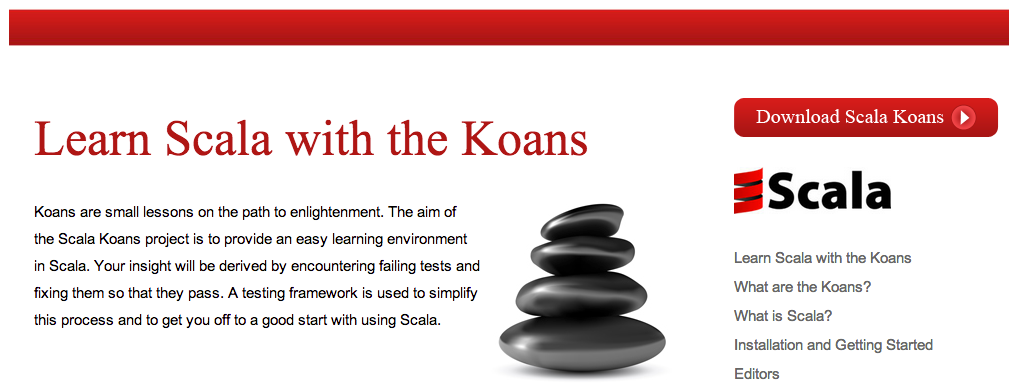 Learn Scala with the Koans
Koans are small lessons on the path to enlightenment. The aim of
the Scala Koans project is to provide an easy learning environment
in Scala. Your insight will be derived by encountering failing tests and
fixing them so that they pass. A testing framework is used to simplify
this process and to get you off to a good start with using Scala.
Download Scala Koans
Scala
Learn Scala with the Koans
What are the Koans?
What is Scala?
Installation and Getting Started
Editors